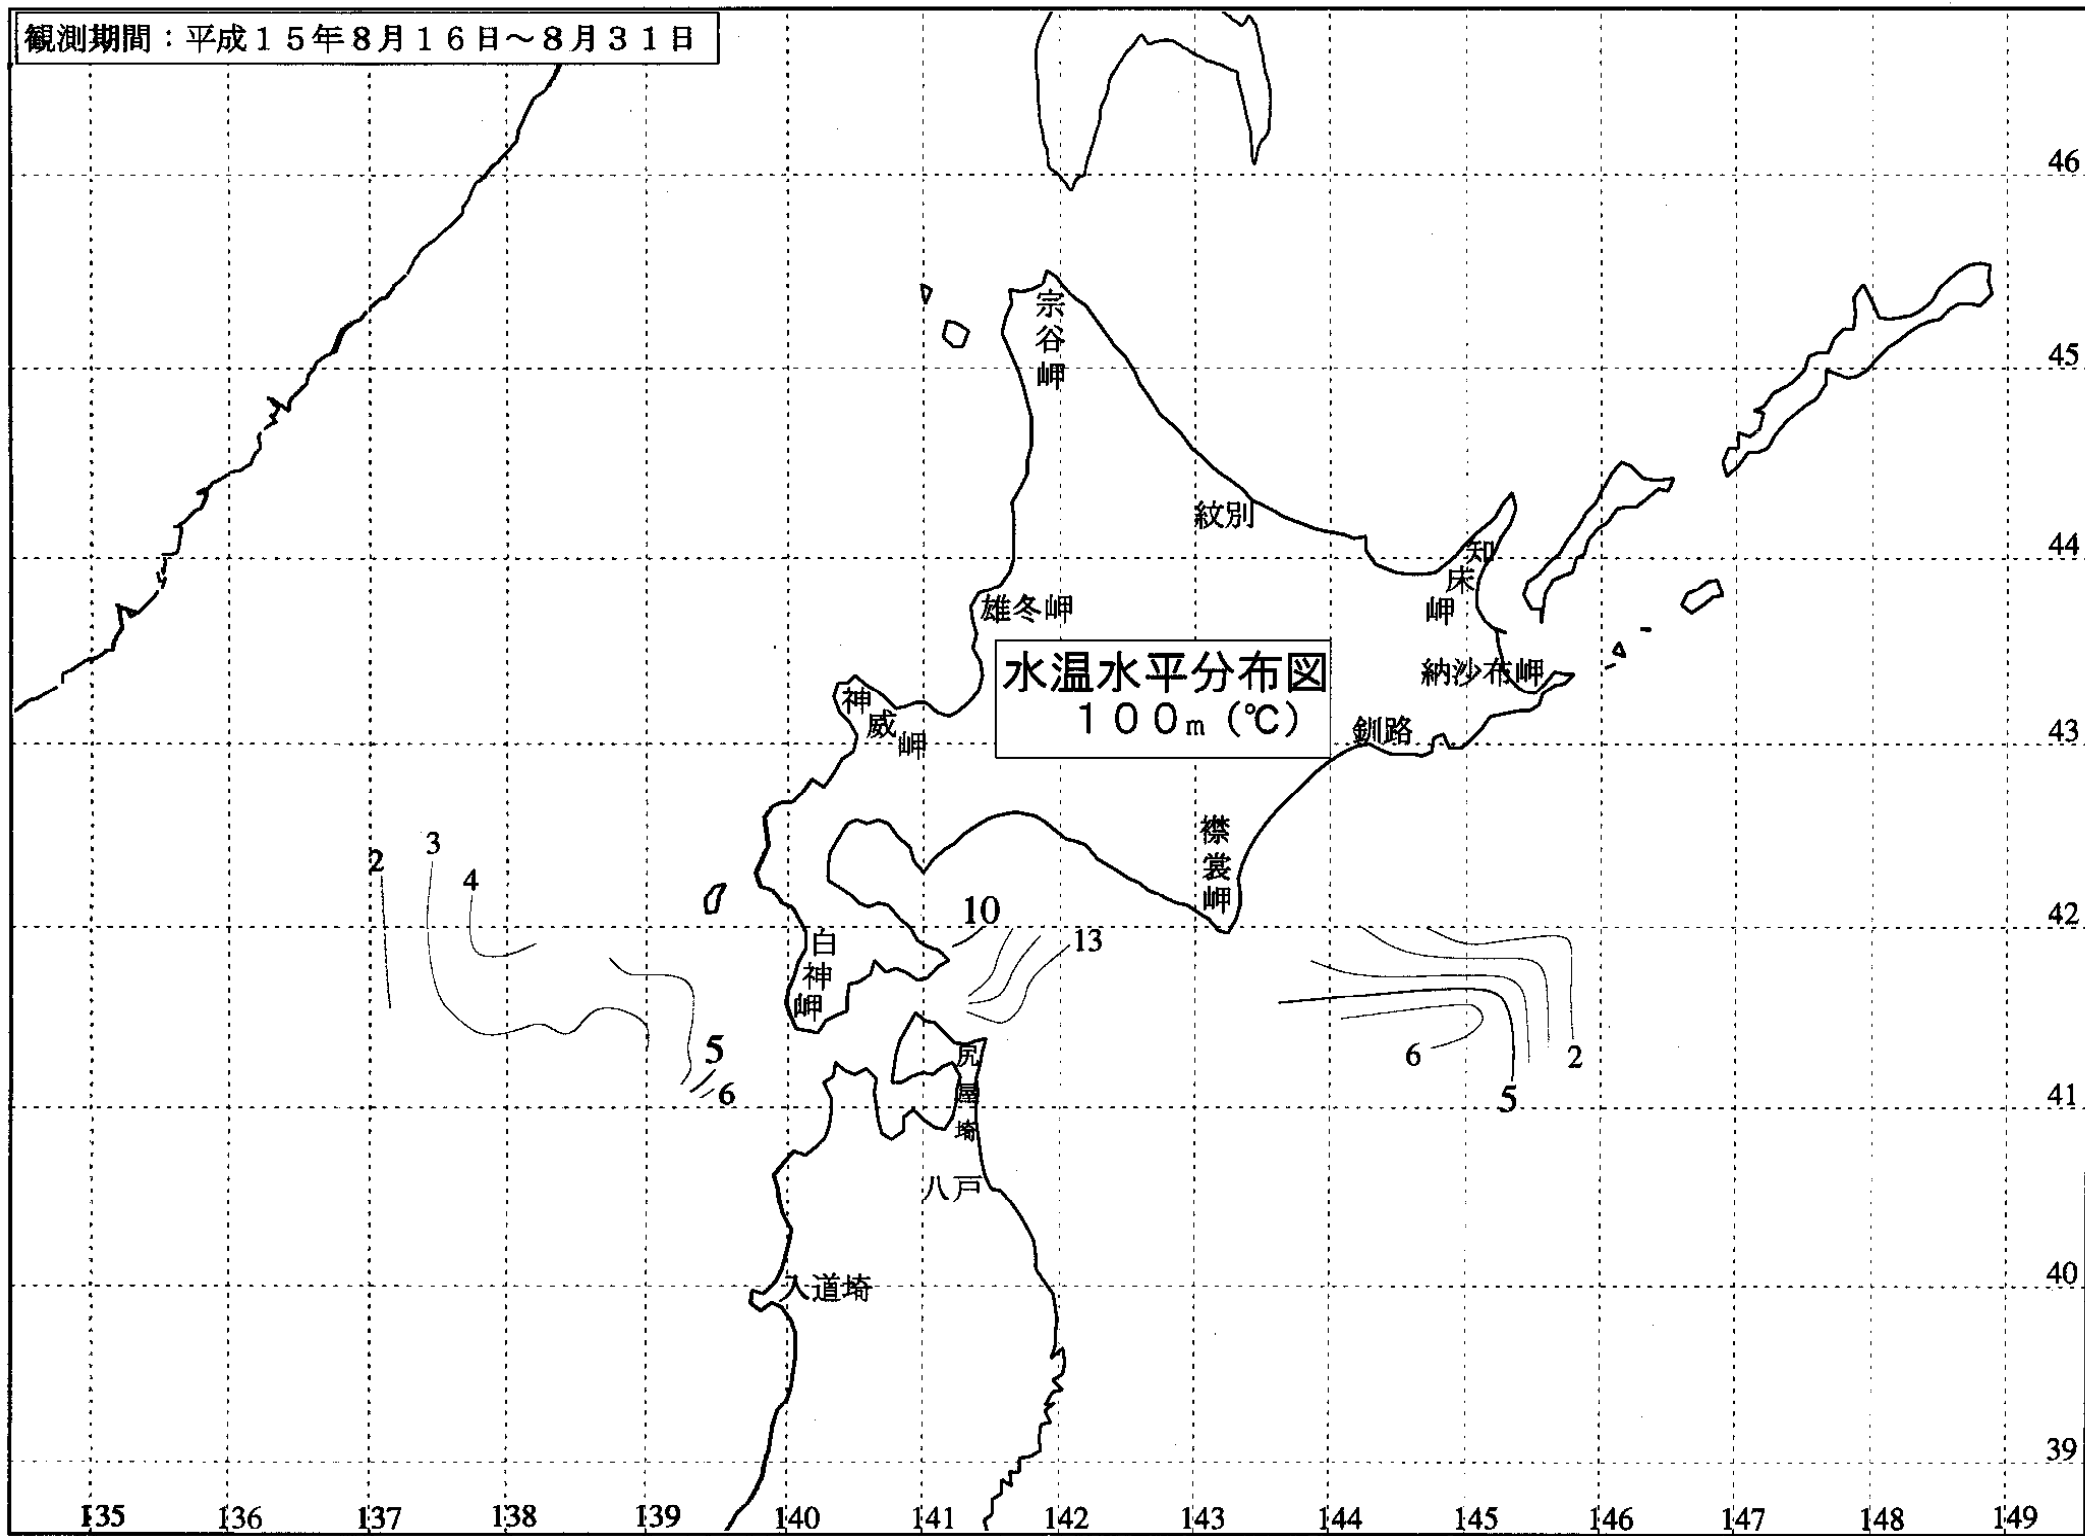 観測期間：平成１５年８月１６日～８月３１日
46
45
44
43
42
41
40
39
宗谷岬
紋別
知床岬
雄冬岬
水温水平分布図
１００ｍ（℃）
納沙布岬
釧路
神威岬
襟裳岬
白神岬
尻屋埼
八戸
入道埼
2
3
4
5
6
10
13
6
5
2
135 136 137 138 139 140 141 142 143 144 145 146 147 148 149